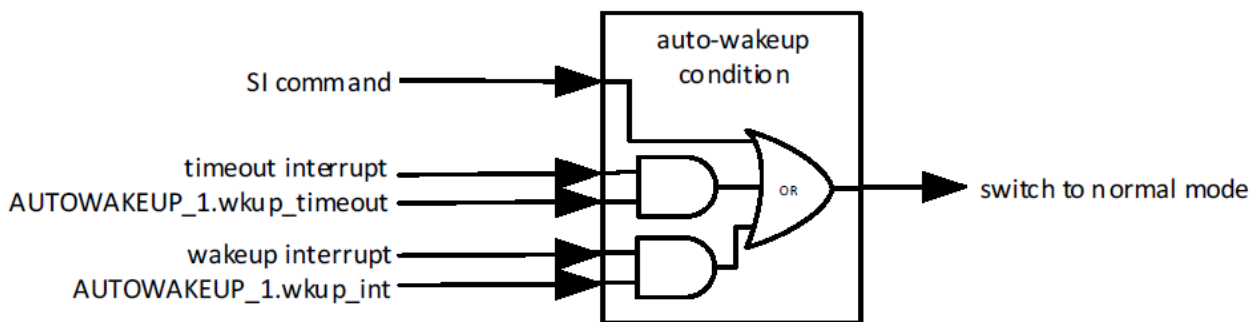 auto-wakeup
condition
SI command
timeout interrupt
AUTOWAKEUP_1.wkup_timeout
OR
switch to normal mode
wakeup interrupt
AUTOWAKEUP_1.wkup_int